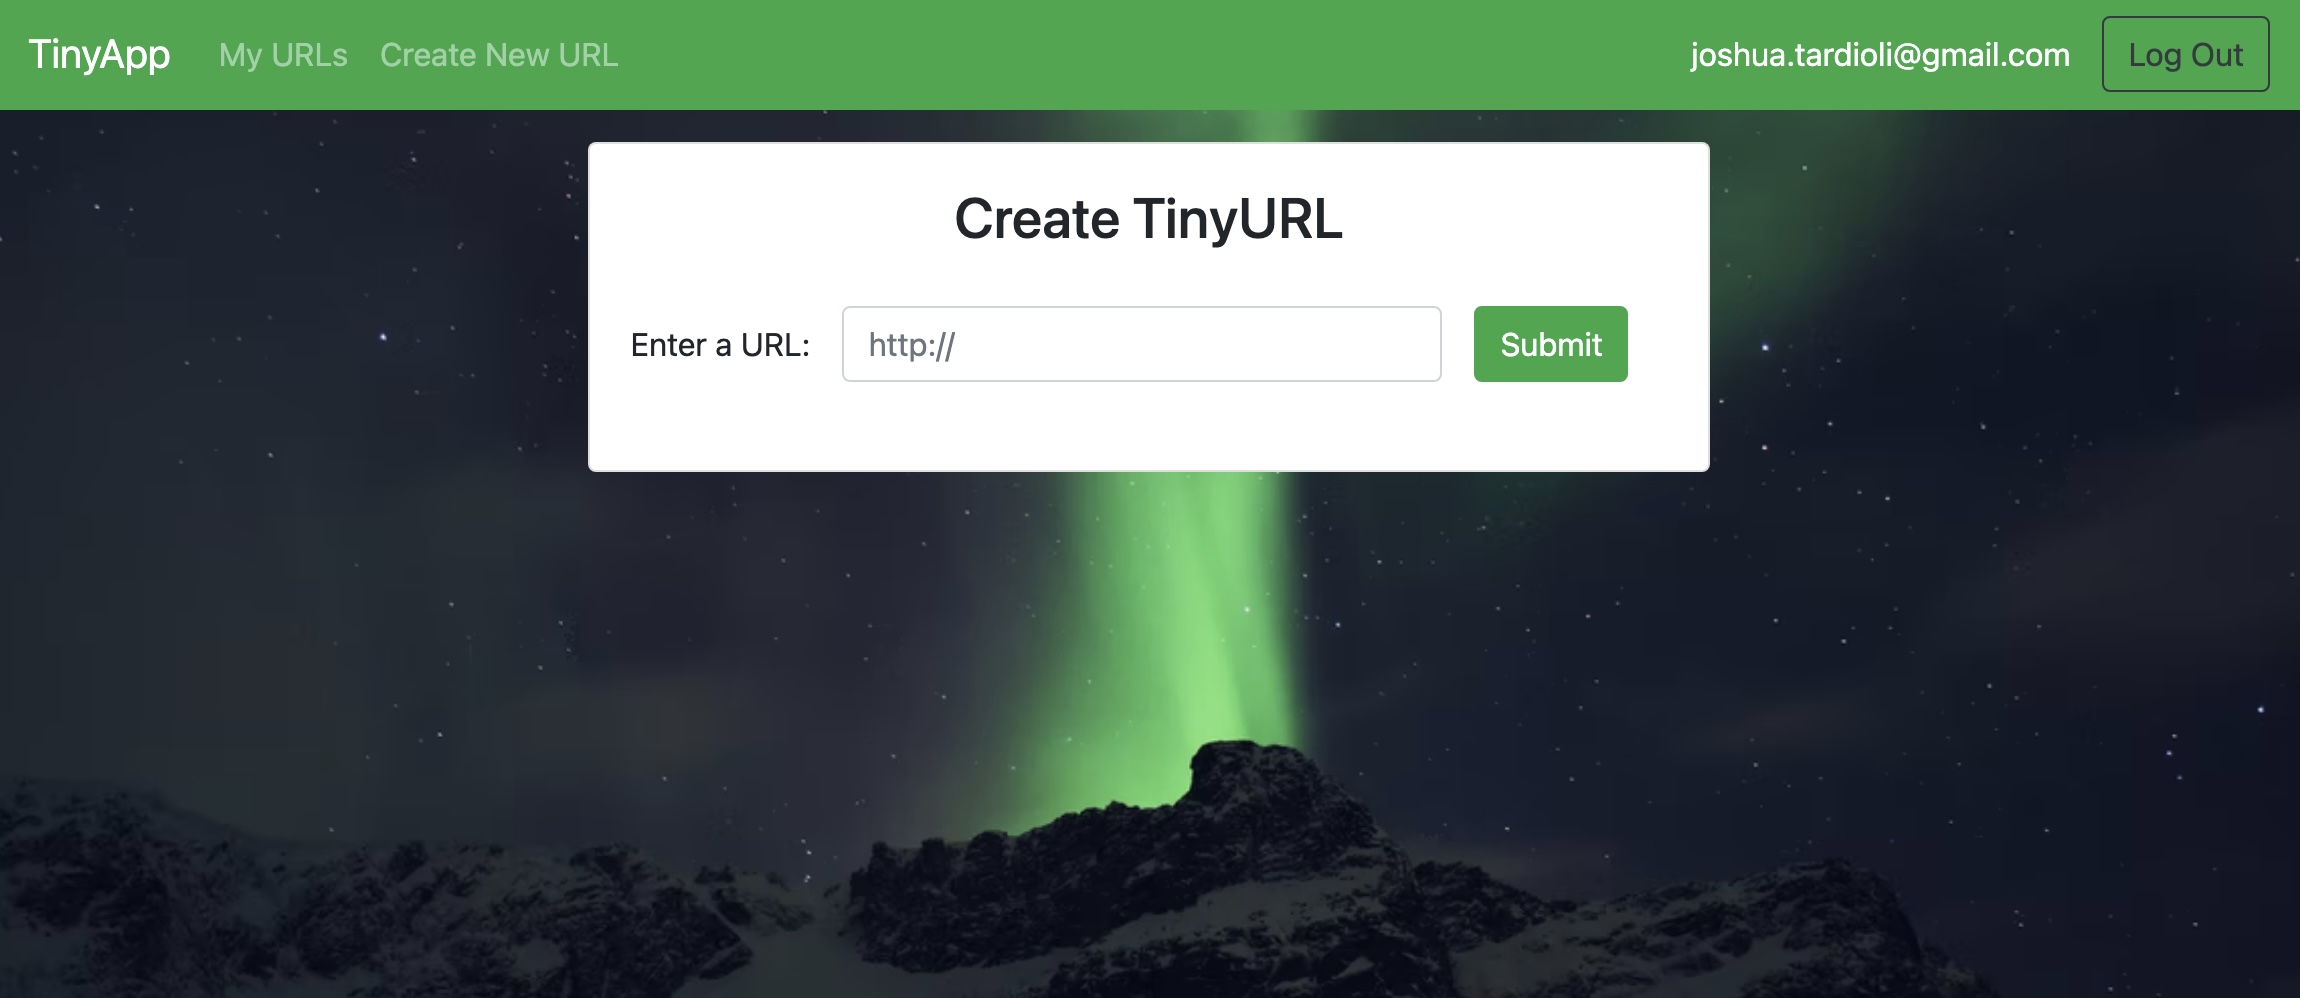 TinyApp My URLs Create New URL joshua.tardioli@gmail.com Log Out
Create TinyURL
Enter a URL: http:// Submit